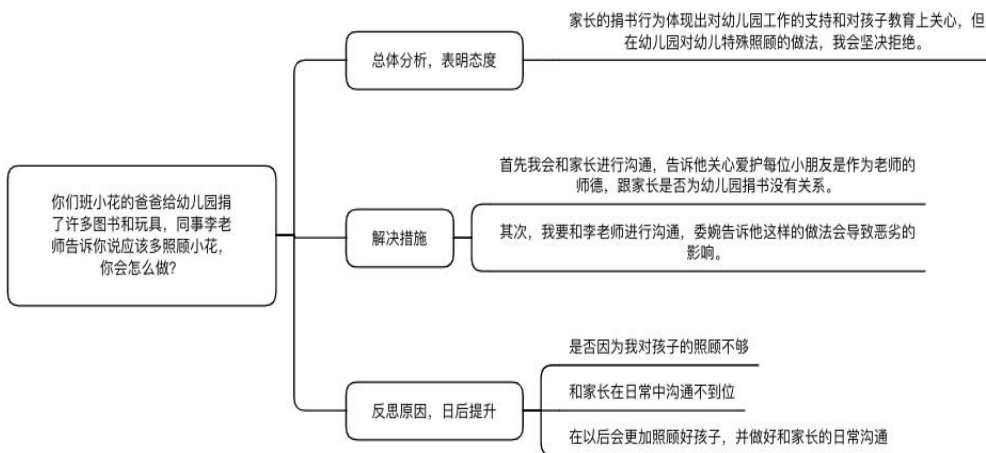 你们班小花的爸爸给幼儿园捐
了许多图书和玩具，同事李老
师告诉你说应该多照顾小花，
你会怎么做？
总体分析，表明态度
家长的捐书行为体现出对幼儿园工作的支持和对孩子教育上关心，但
在幼儿园对幼儿特殊照顾的做法，我会坚决拒绝。
解决措施
首先我会和家长进行沟通，告诉他关心爱护每位小朋友是作为老师的
师德，跟家长是否为幼儿园捐书没有关系。
其次，我要和李老师进行沟通，委婉告诉他这样的做法会导致恶劣的
影响。
反思原因，日后提升
是否因为我对孩子的照顾不够
和家长在日常中沟通不到位
在以后会更加照顾好孩子，并做好和家长的日常沟通